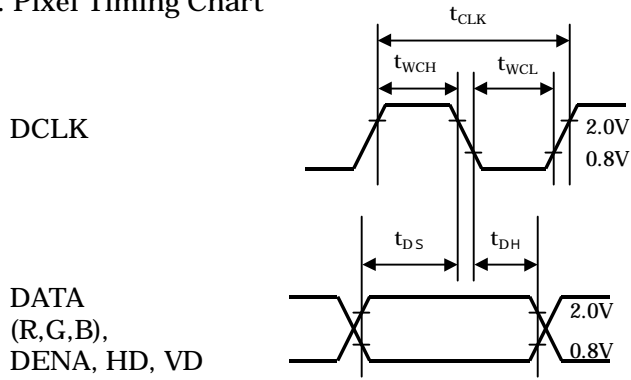 . Pixel Timing Chart
tCLK
tWCH tWCL
DCLK
2.0V
0.8V
tDS tDH
DATA
(R,G,B),
DENA, HD, VD
2.0V
0.8V